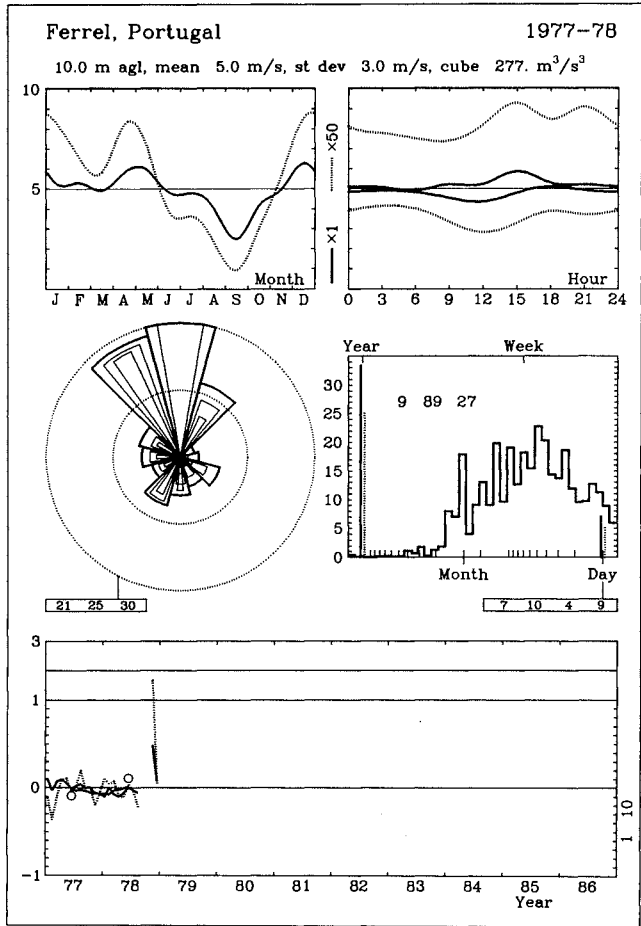 Ferrel, Portugal 1977-78
10.0 m agl, mean 5.0 m/s, st dev 3.0 m/s, cube 277. m³/s³
10
5
J F M A M J J A S O N D
Month
×1 ×50
Hour
0 3 6 9 12 15 18 21 24
Year Week
30
25
20
15
10
5
0
9 89 27
Month Day
21 25 30
7 10 4 9
3
1
0
-1
77 78 79 80 81 82 83 84 85 86
Year
1 10